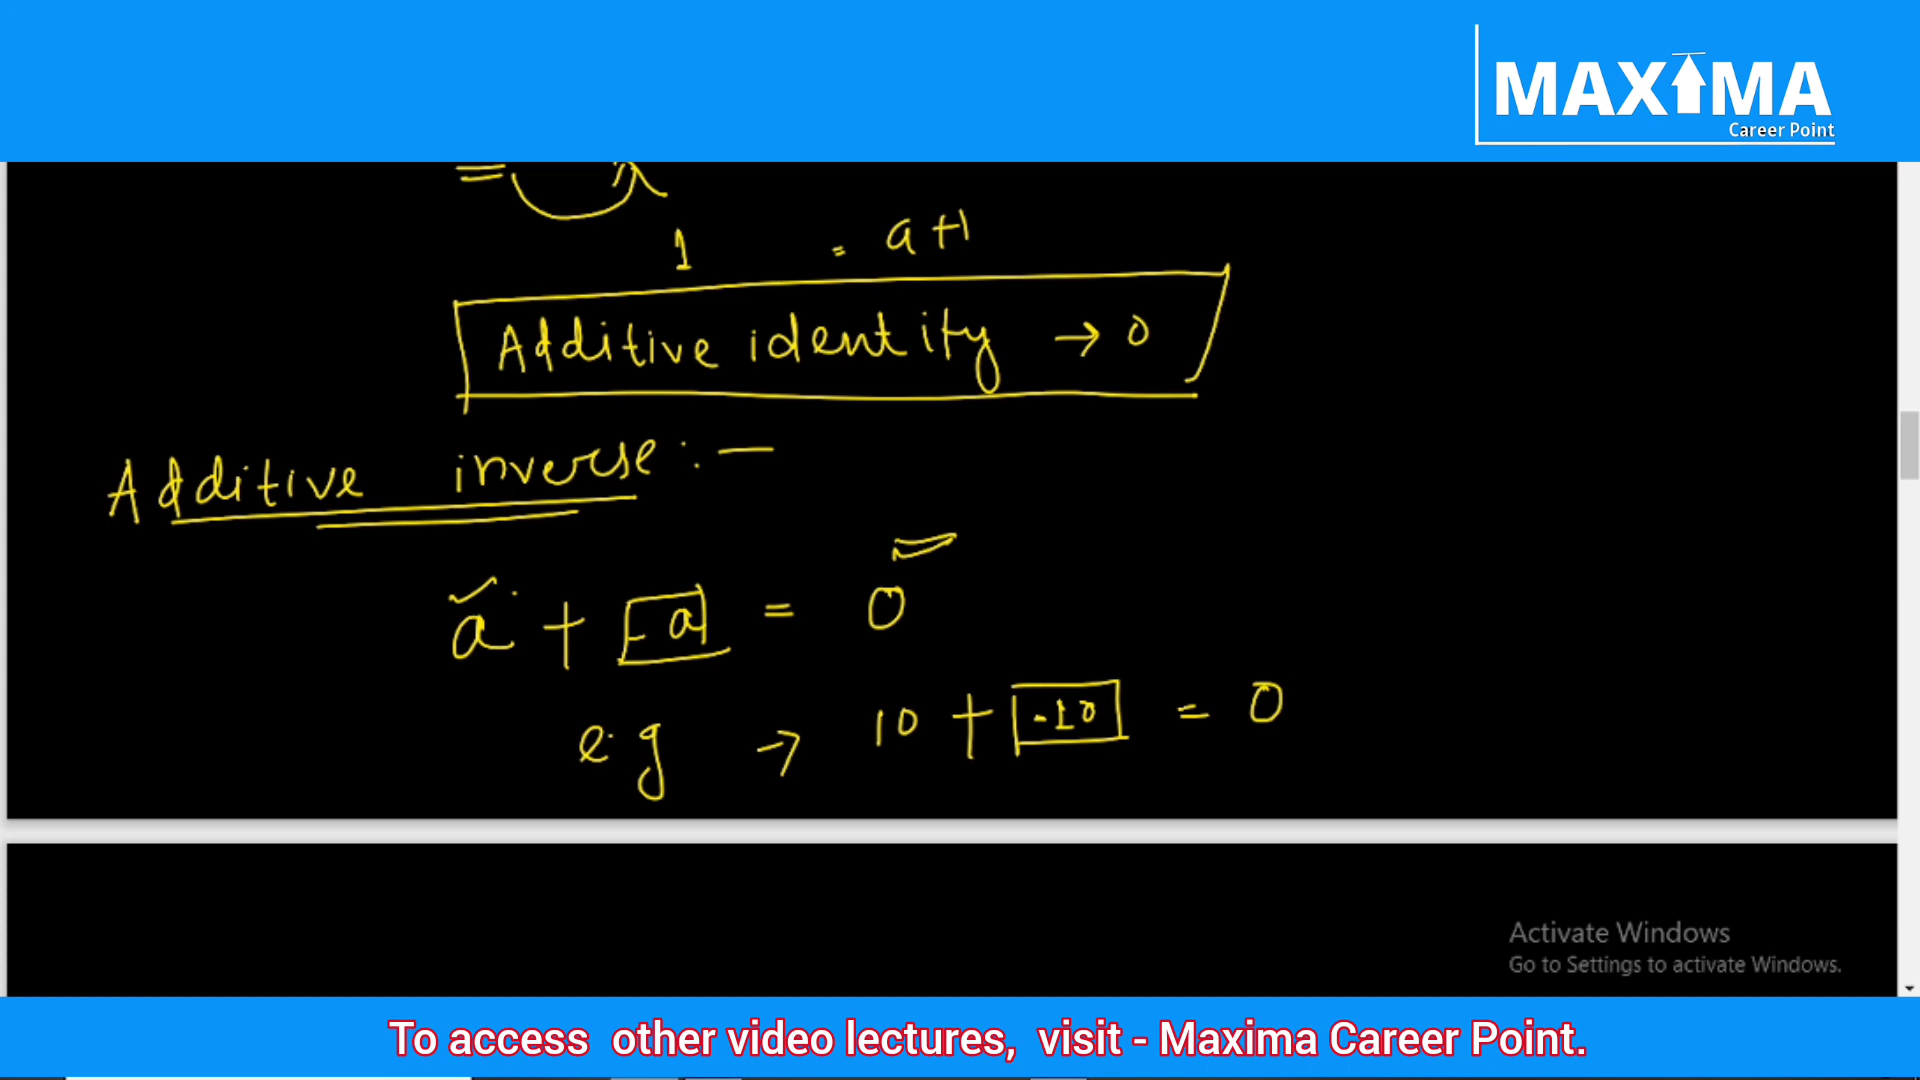 MAXIMA
Career Point
=
1 = a +1
Additive identity → 0
Additive inverse : —
a + [-a] = 0
e.g → 10 + [-10] = 0
Activate Windows
Go to Settings to activate Windows.
To access other video lectures, visit - Maxima Career Point.